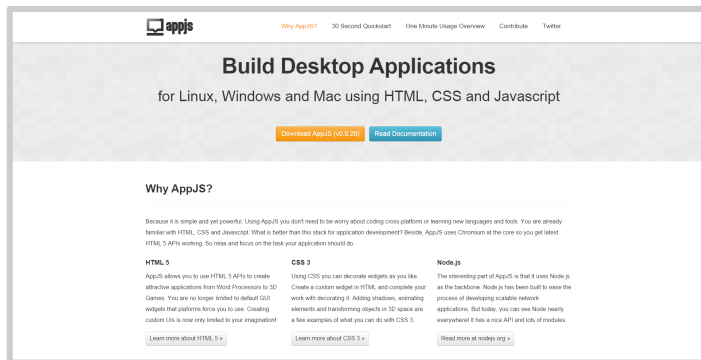 appjs
Why AppJS? 30 Second Quickstart One Minute Usage Overview Contribute Twitter
Build Desktop Applications
for Linux, Windows and Mac using HTML, CSS and Javascript
Download AppJS (v0.0.20) Read Documentation
Why AppJS?
Because it is simple and yet powerful. Using AppJS you don't need to be worry about coding cross-platform or learning new languages and tools. You are already
familiar with HTML, CSS and Javascript. What is better than this stack for application development? Beside, AppJS uses Chromium at the core so you get latest
HTML 5 APIs working. So relax and focus on the task your application should do.
HTML 5
AppJS allows you to use HTML 5 APIs to create
attractive applications from Word Processors to 3D
Games. You are no longer limited to default GUI
widgets that platforms force you to use. Creating
custom UIs is now only limited to your imagination!
Learn more about HTML 5 »
CSS 3
Using CSS you can decorate widgets as you like.
Create a custom widget in HTML and complete your
work with decorating it. Adding shadows, animating
elements and transforming objects in 3D space are
a few examples of what you can do with CSS 3
Learn more about CSS 3 »
Node.js
The interesting part of AppJS is that it uses Node.js
as the backbone. Node.js has been built to ease the
process of developing scalable network
applications. But today, you can see Node nearly
everywhere! It has a nice API and lots of modules
Read more at nodejs.org »